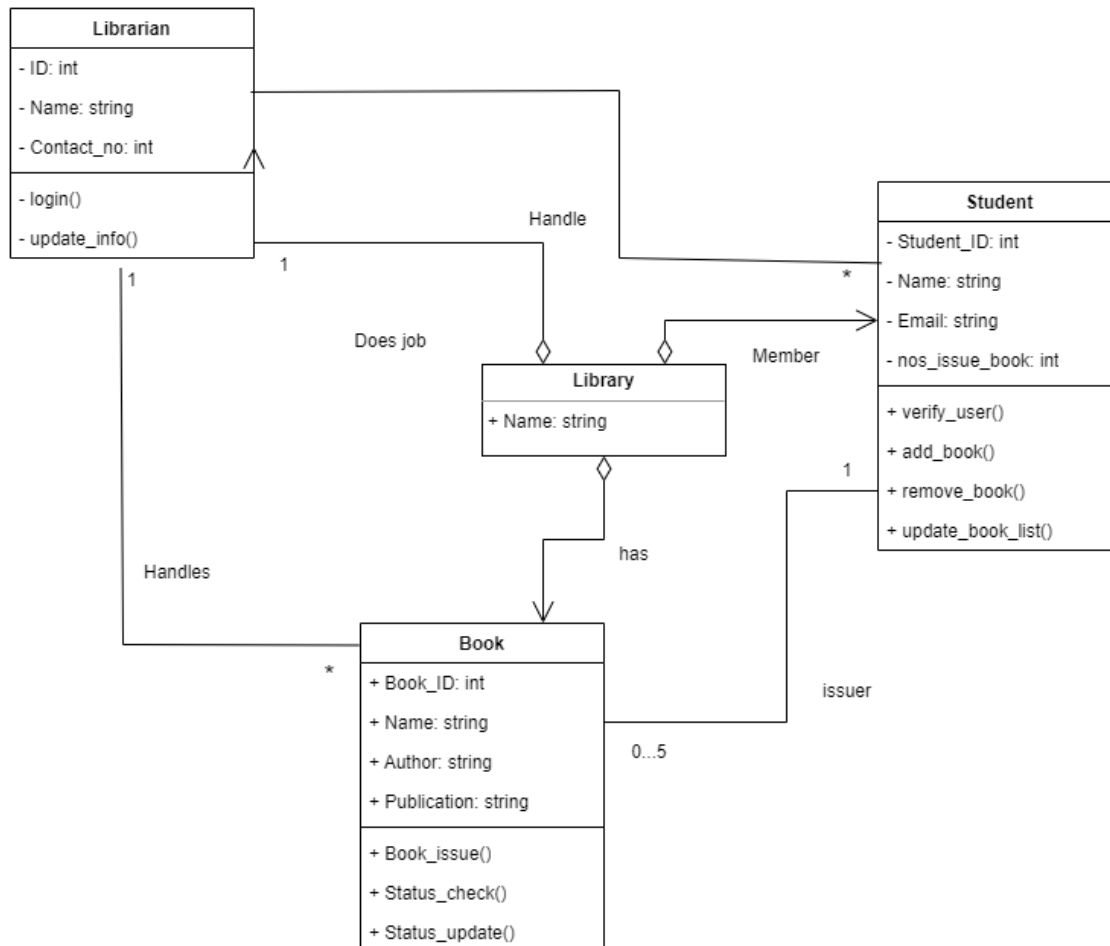 Librarian
- ID: int
- Name: string
- Contact_no: int
- login()
- update_info()
1
1
Handle
*
Student
- Student_ID: int
- Name: string
- Email: string
- nos_issue_book: int
+ verify_user()
+ add_book()
+ remove_book()
+ update_book_list()
Does job
Member
Library
+ Name: string
1
has
Handles
*
issuer
0...5
Book
+ Book_ID: int
+ Name: string
+ Author: string
+ Publication: string
+ Book_issue()
+ Status_check()
+ Status_update()